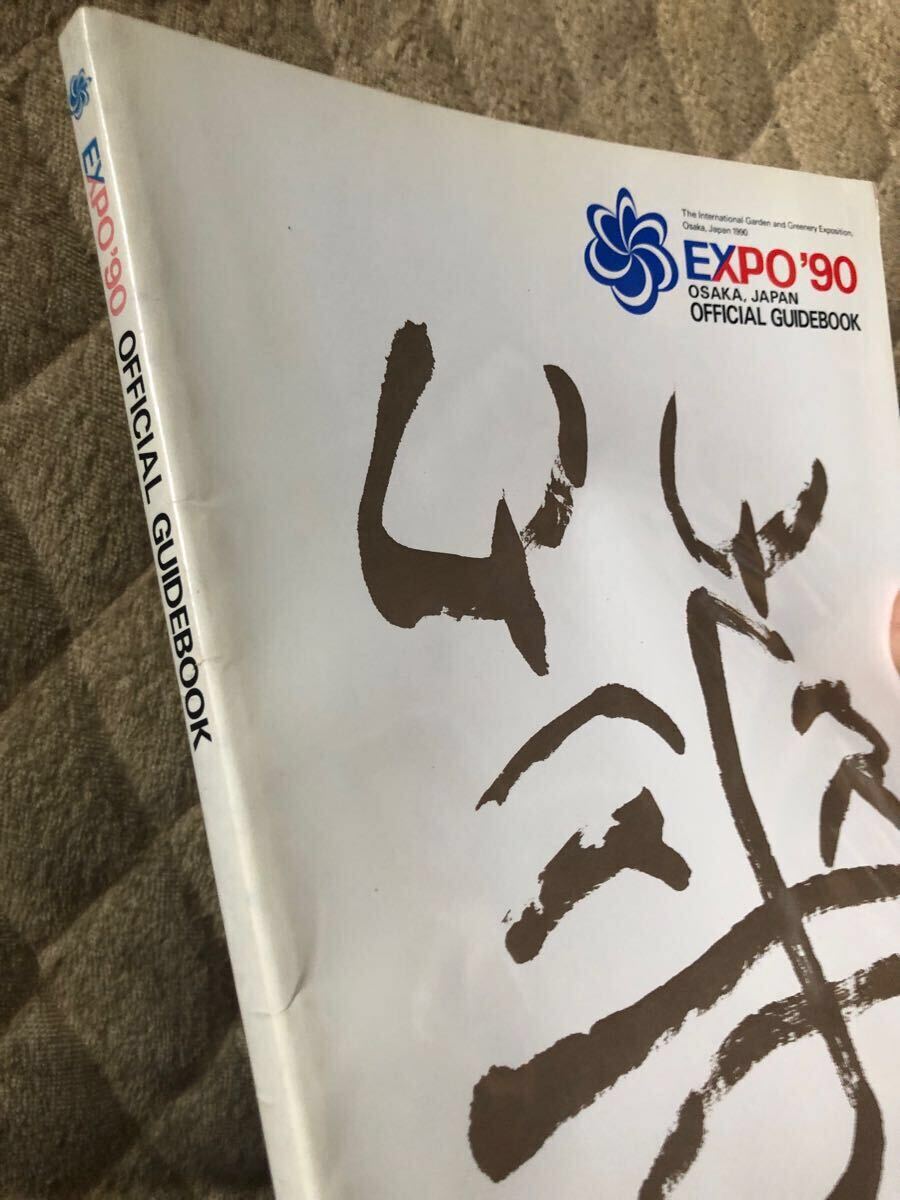 EXPO'90 OFFICIAL GUIDEBOOK
The International Garden and Greenery Exposition,
Osaka, Japan 1990
EXPO'90
OSAKA, JAPAN
OFFICIAL GUIDEBOOK